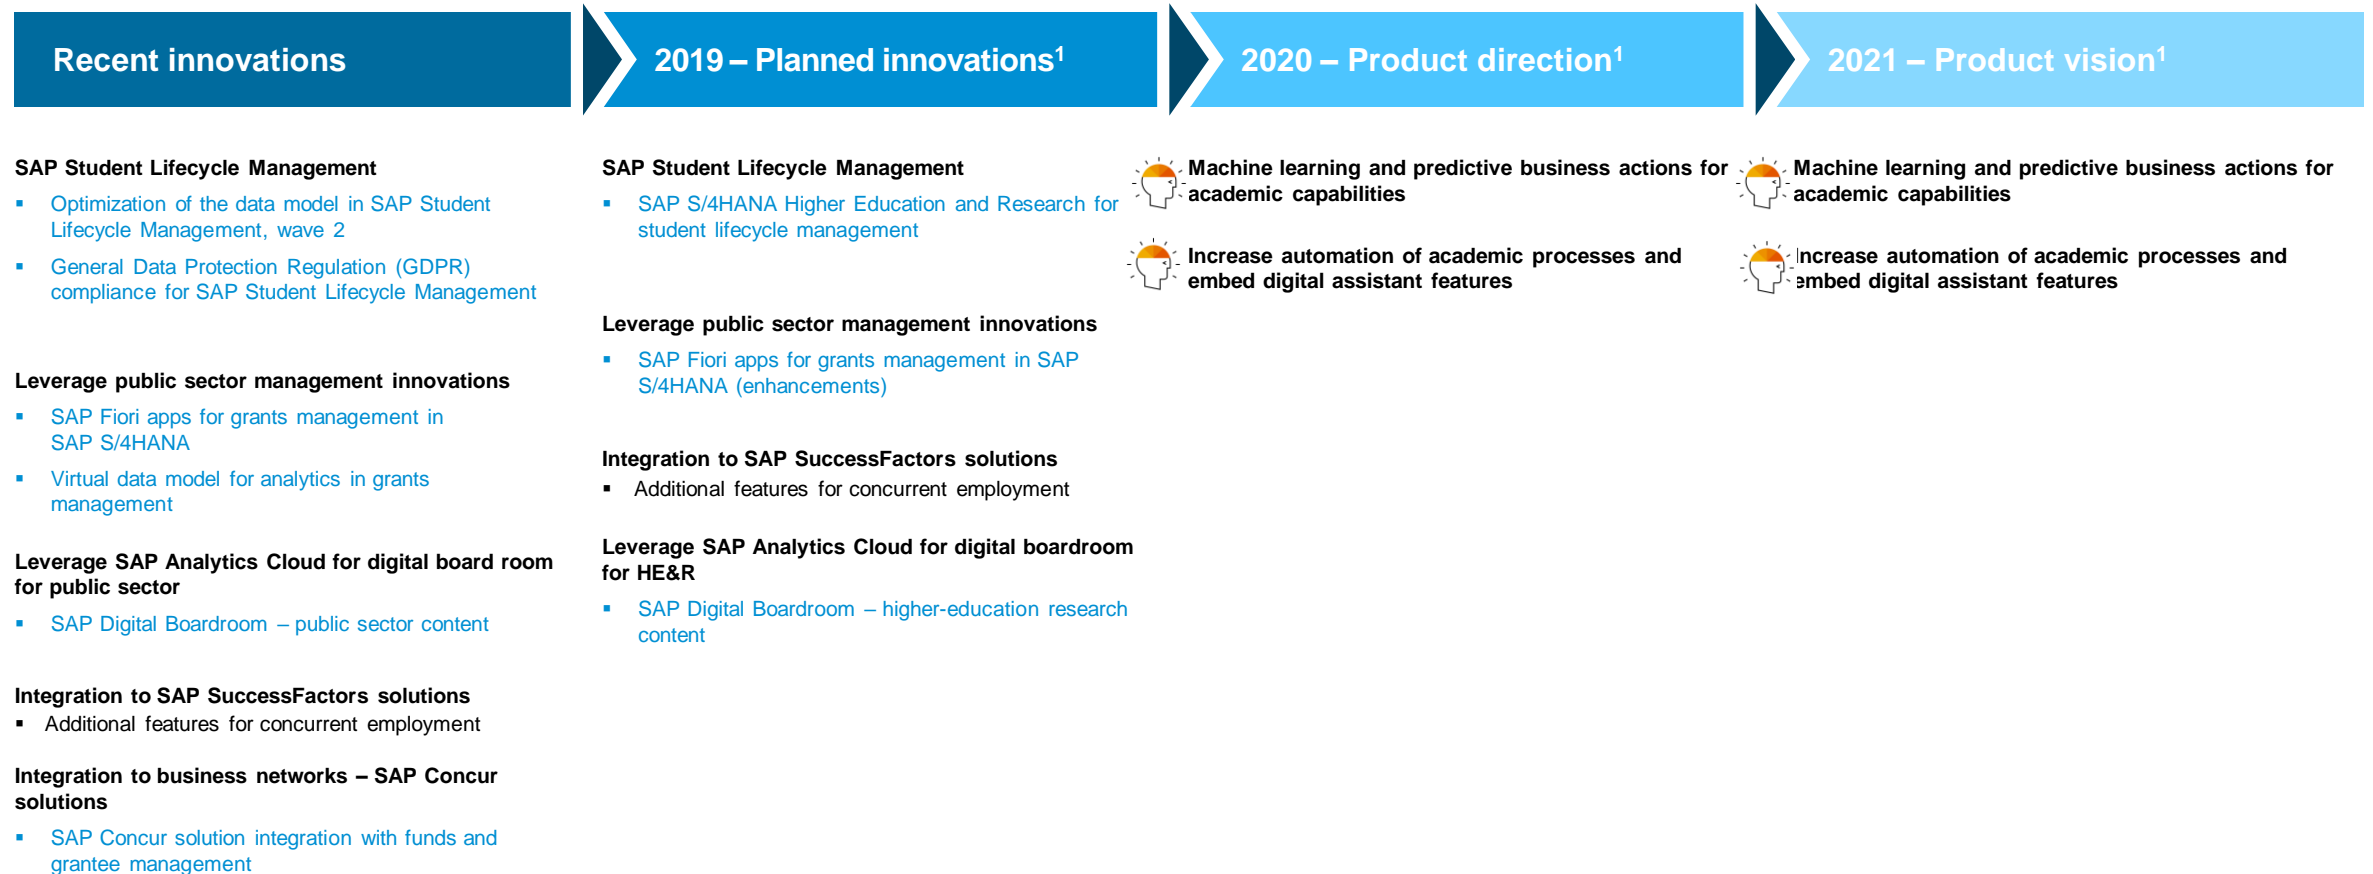 Recent innovations
SAP Student Lifecycle Management
▪ Optimization of the data model in SAP Student
Lifecycle Management, wave 2
▪ General Data Protection Regulation (GDPR)
compliance for SAP Student Lifecycle Management
Leverage public sector management innovations
▪ SAP Fiori apps for grants management in
SAP S/4HANA
▪ Virtual data model for analytics in grants
management
Leverage SAP Analytics Cloud for digital board room
for public sector
▪ SAP Digital Boardroom – public sector content
Integration to SAP SuccessFactors solutions
▪ Additional features for concurrent employment
Integration to business networks – SAP Concur
solutions
▪ SAP Concur solution integration with funds and
grantee management
2019 – Planned innovations¹
SAP Student Lifecycle Management
▪ SAP S/4HANA Higher Education and Research for
student lifecycle management
Leverage public sector management innovations
▪ SAP Fiori apps for grants management in SAP
S/4HANA (enhancements)
Integration to SAP SuccessFactors solutions
▪ Additional features for concurrent employment
Leverage SAP Analytics Cloud for digital boardroom
for HE&R
▪ SAP Digital Boardroom – higher-education research
content
2020 – Product direction¹
Machine learning and predictive business actions for
academic capabilities
Increase automation of academic processes and
embed digital assistant features
2021 – Product vision¹
Machine learning and predictive business actions for
academic capabilities
Increase automation of academic processes and
embed digital assistant features